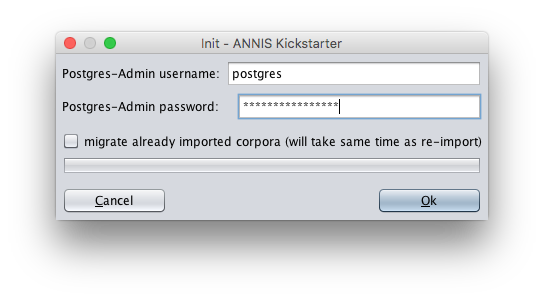 Init - ANNIS Kickstarter
Postgres-Admin username: postgres
Postgres-Admin password: ****************
migrate already imported corpora (will take same time as re-import)
Cancel Ok